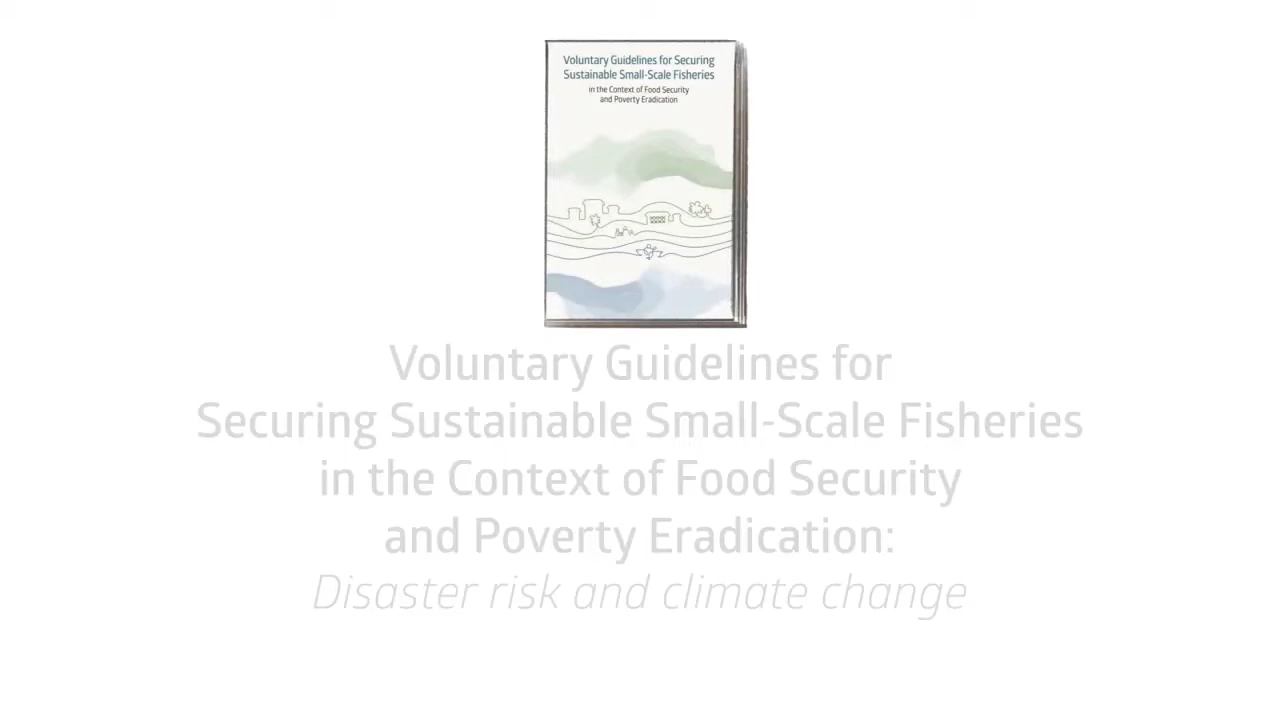 Voluntary Guidelines for Securing
Sustainable Small-Scale Fisheries
in the Context of Food Security
and Poverty Eradication
Voluntary Guidelines for
Securing Sustainable Small-Scale Fisheries
in the Context of Food Security
and Poverty Eradication:
Disaster risk and climate change